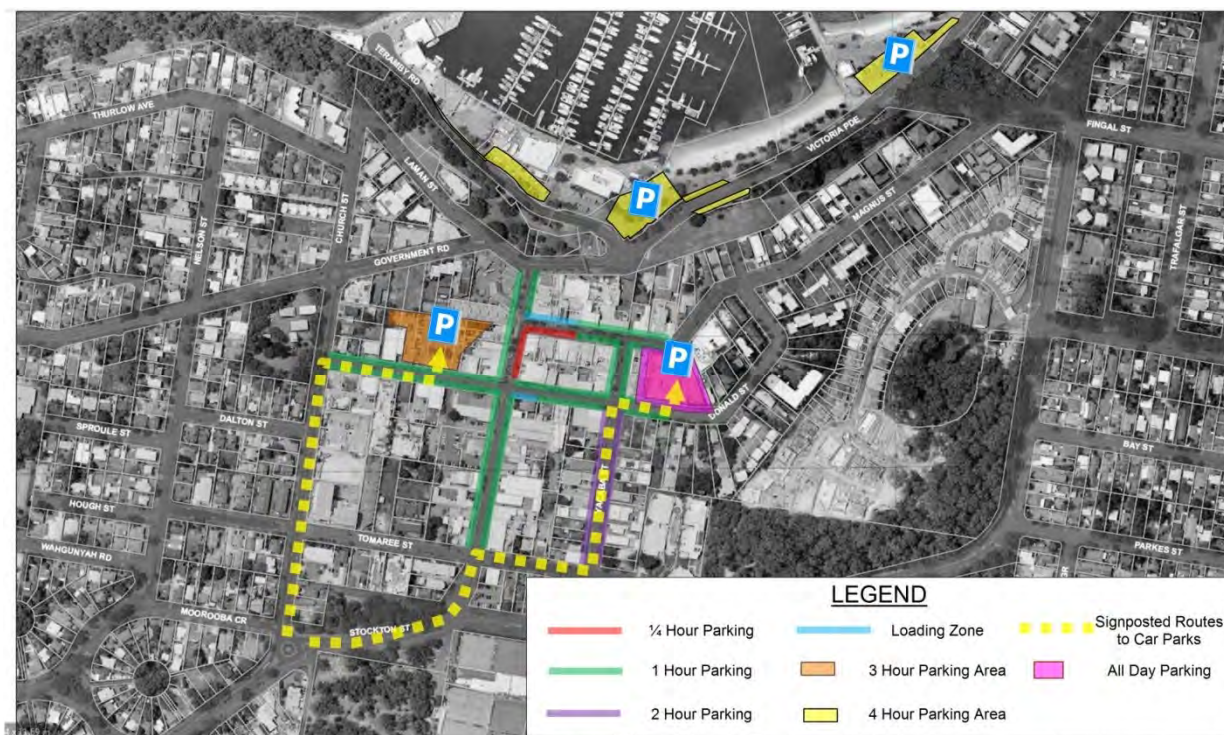 TERAMBY RD
THURLOW AVE
LAMAN ST
VICTORIA PDE
FINGAL ST
MAGNUS ST
NELSON ST
CHURCH ST
GOVERNMENT RD
TRAFALGAR ST
P
P
P
P
DONALD ST
DALTON ST
SPROULE ST
BAY ST
YACAABA ST
HOUGH ST
TOMAREE ST
WAHGUNYAH RD
PARKES ST
MOOROOBA CR
STOCKTON ST
LEGEND
¼ Hour Parking
Loading Zone
Signposted Routes
to Car Parks
1 Hour Parking
3 Hour Parking Area
All Day Parking
2 Hour Parking
4 Hour Parking Area